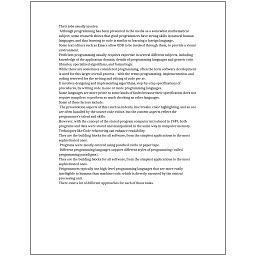 Their jobs usually involve:
Although programming has been presented in the media as a somewhat mathematical
subject, some research shows that good programmers have strong skills in natural human
languages, and that learning to code is similar to learning a foreign language.
Some text editors such as Emacs allow GDB to be invoked through them, to provide a visual
environment.
Proficient programming usually requires expertise in several different subjects, including
knowledge of the application domain, details of programming languages and generic code
libraries, specialized algorithms, and formal logic.
While these are sometimes considered programming, often the term software development
is used for this larger overall process – with the terms programming, implementation, and
coding reserved for the writing and editing of code per se.
It involves designing and implementing algorithms, step-by-step specifications of
procedures, by writing code in one or more programming languages.
Some languages are more prone to some kinds of faults because their specification does not
require compilers to perform as much checking as other languages.
Some of these factors include:
The presentation aspects of this (such as indents, line breaks, color highlighting, and so on)
are often handled by the source code editor, but the content aspects reflect the
programmer's talent and skills.
However, with the concept of the stored-program computer introduced in 1949, both
programs and data were stored and manipulated in the same way in computer memory.
Techniques like Code refactoring can enhance readability.
They are the building blocks for all software, from the simplest applications to the most
sophisticated ones.
Programs were mostly entered using punched cards or paper tape.
Different programming languages support different styles of programming (called
programming paradigms).
They are the building blocks for all software, from the simplest applications to the most
sophisticated ones.
Programmers typically use high-level programming languages that are more easily
intelligible to humans than machine code, which is directly executed by the central
processing unit.
There exist a lot of different approaches for each of those tasks.